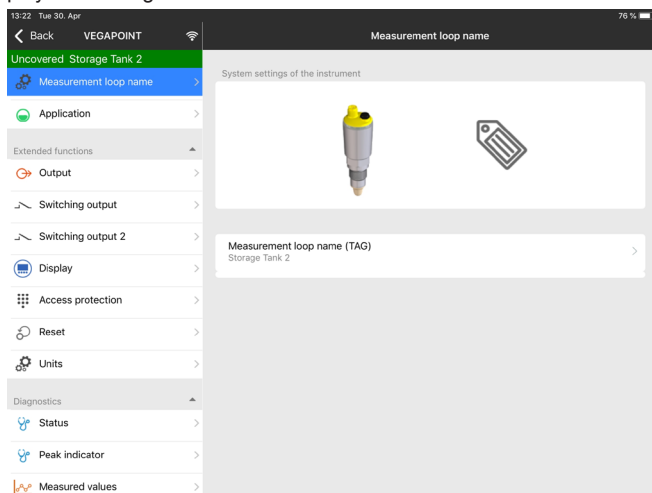 13:22 Tue 30. Apr
76 %
Back VEGAPOINT
Measurement loop name
Uncovered Storage Tank 2
Measurement loop name
Application
Extended functions
Output
Switching output
Switching output 2
Display
Access protection
Reset
Units
Diagnostics
Status
Peak indicator
Measured values
System settings of the instrument
Measurement loop name (TAG)
Storage Tank 2